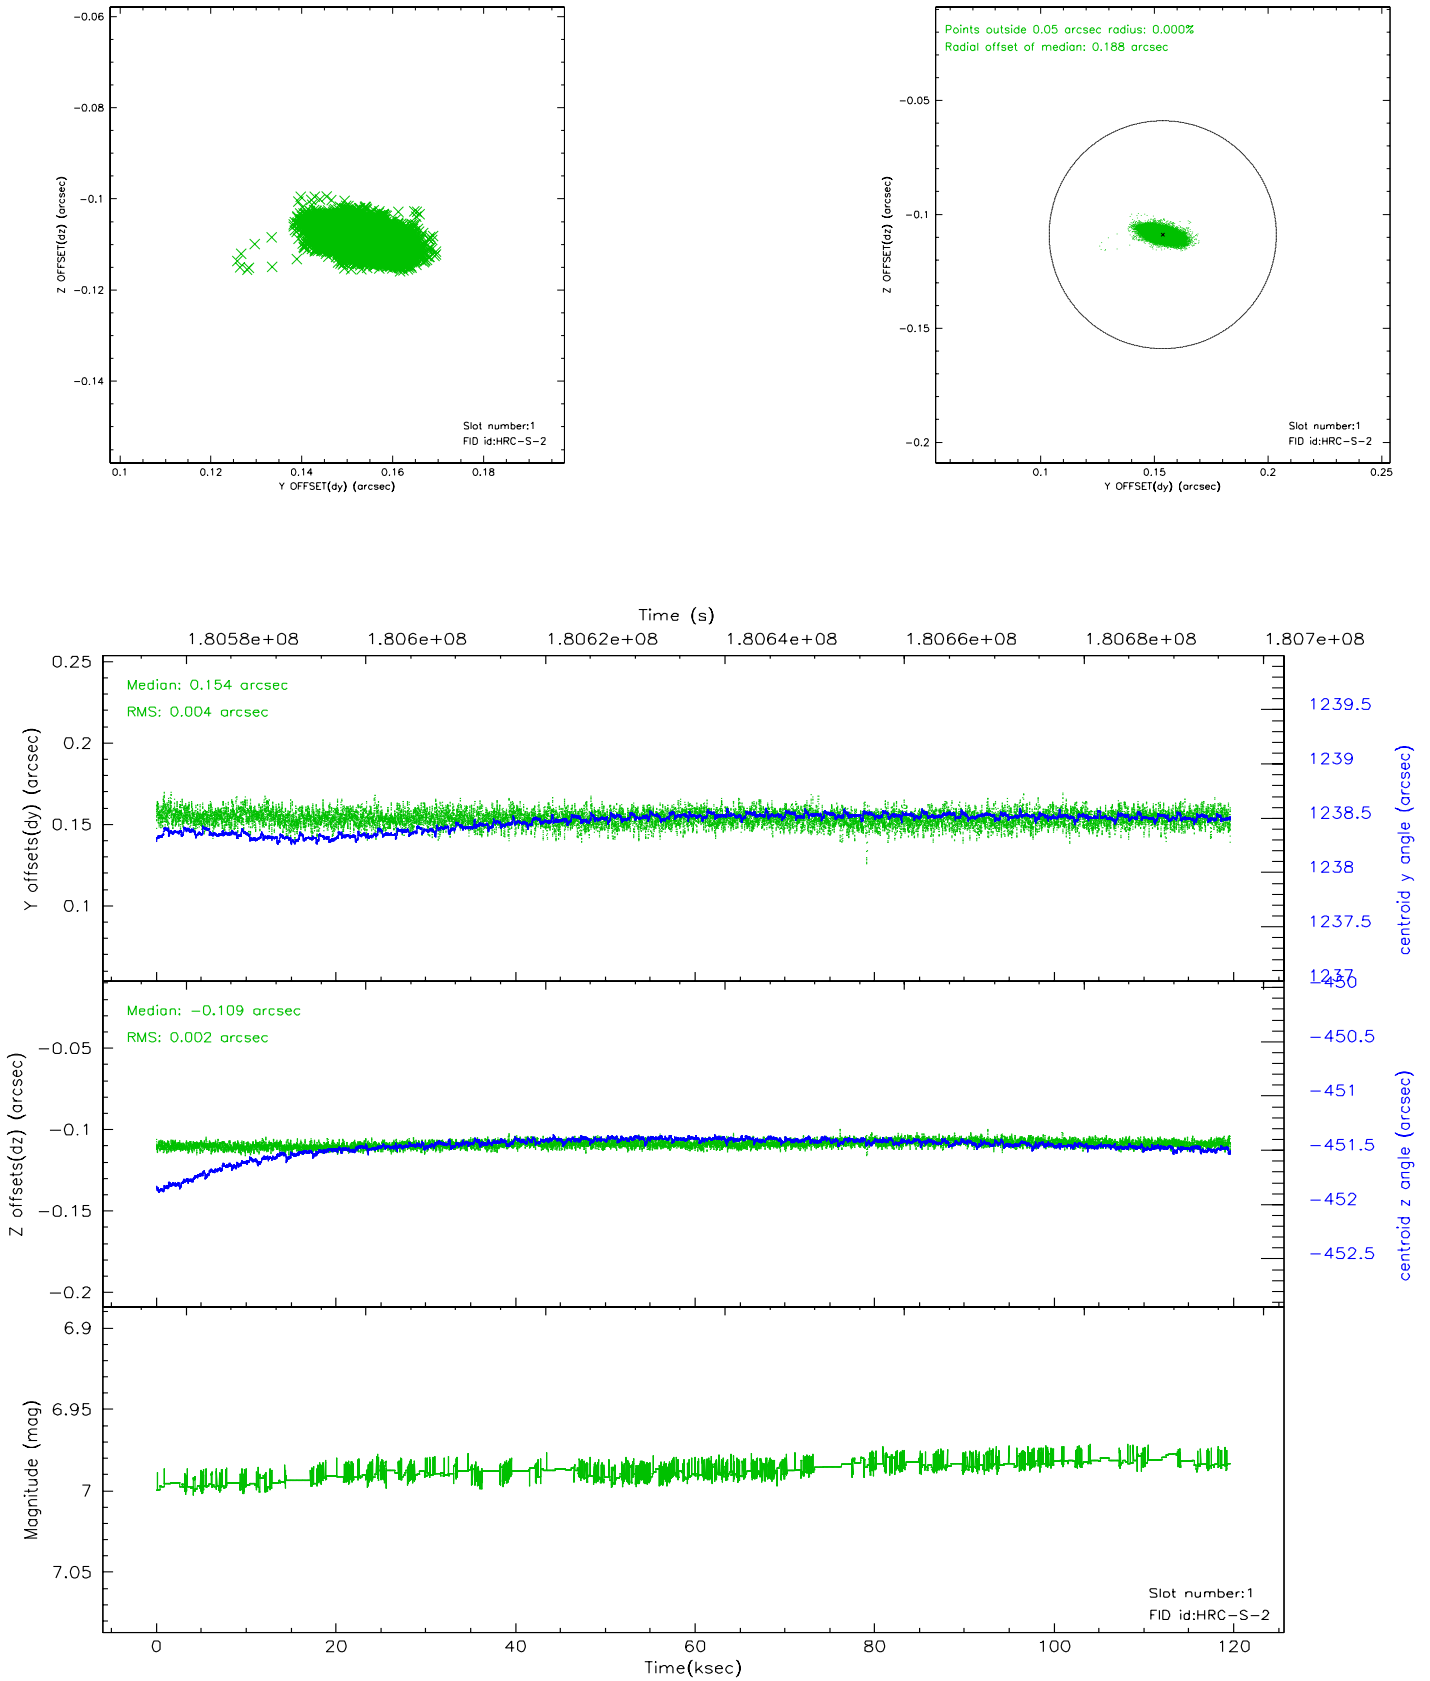 -0.06
-0.08
-0.1
-0.12
-0.14
Z OFFSET(dz) (arcsec)
Slot number:1
FID id:HRC-S-2
0.1 0.12 0.14 0.16 0.18
Y OFFSET(dy) (arcsec)
Points outside 0.05 arcsec radius: 0.000%
Radial offset of median: 0.188 arcsec
-0.05
-0.1
-0.15
-0.2
Z OFFSET(dz) (arcsec)
Slot number:1
FID id:HRC-S-2
0.1 0.15 0.2 0.25
Y OFFSET(dy) (arcsec)
Time (s)
1.8058e+08 1.806e+08 1.8062e+08 1.8064e+08 1.8066e+08 1.8068e+08 1.807e+08
Median: 0.154 arcsec
RMS: 0.004 arcsec
0.25
0.2
0.15
0.1
Y offsets(dy) (arcsec)
1239.5
1239
1238.5
1238
1237.5
1237
centroid y angle (arcsec)
Median: -0.109 arcsec
RMS: 0.002 arcsec
-0.05
-0.1
-0.15
-0.2
Z offsets(dz) (arcsec)
-450
-450.5
-451
-451.5
-452
-452.5
centroid z angle (arcsec)
6.9
6.95
7
7.05
Magnitude (mag)
Slot number:1
FID id:HRC-S-2
0 20 40 60 80 100 120
Time(ksec)